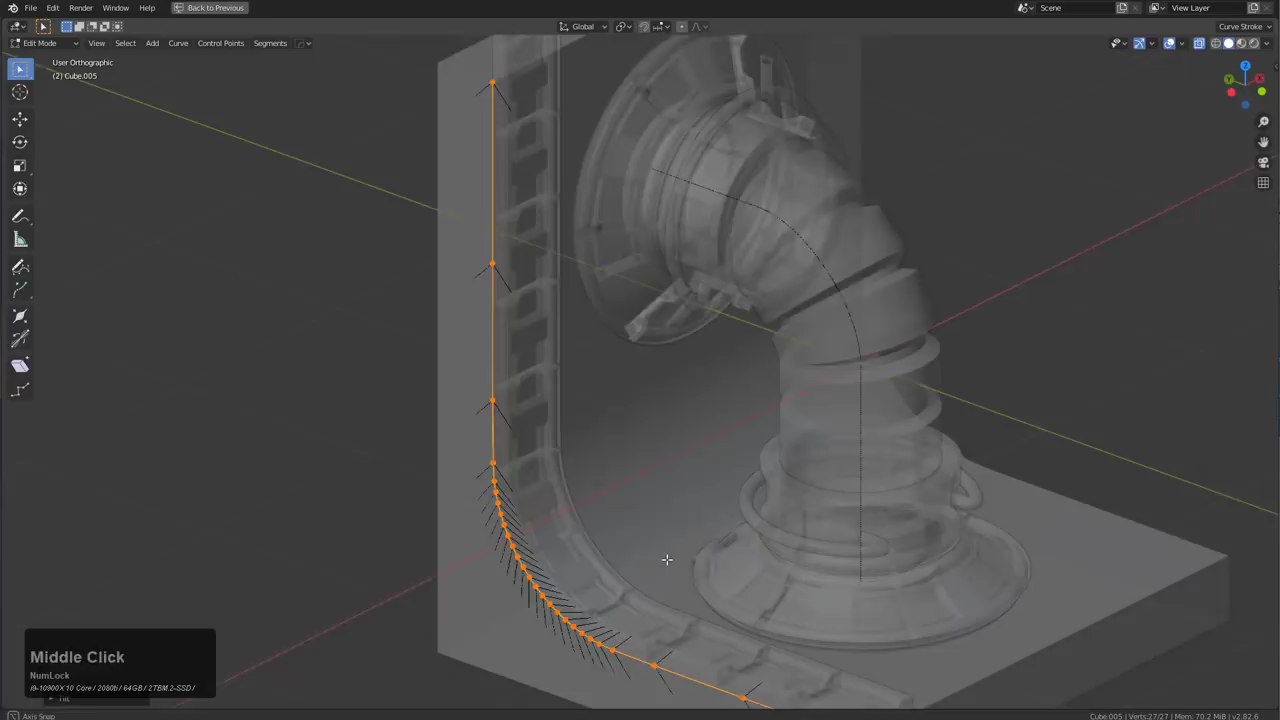 File Edit Render Window Help Back to Previous Scene View Layer
Global Curve Stroke
Edit Mode View Select Add Curve Control Points Segments
User Orthographic
(2) Cube.005
Z
Y
X
Middle Click
NumLock
i9-10900X 10 Core / 2080ti / 64GB / 2TBM.2-SSD /
Axis Snap Cube.005 | Verts:27/27 | Mem: 70.2 MiB | v2.82.6